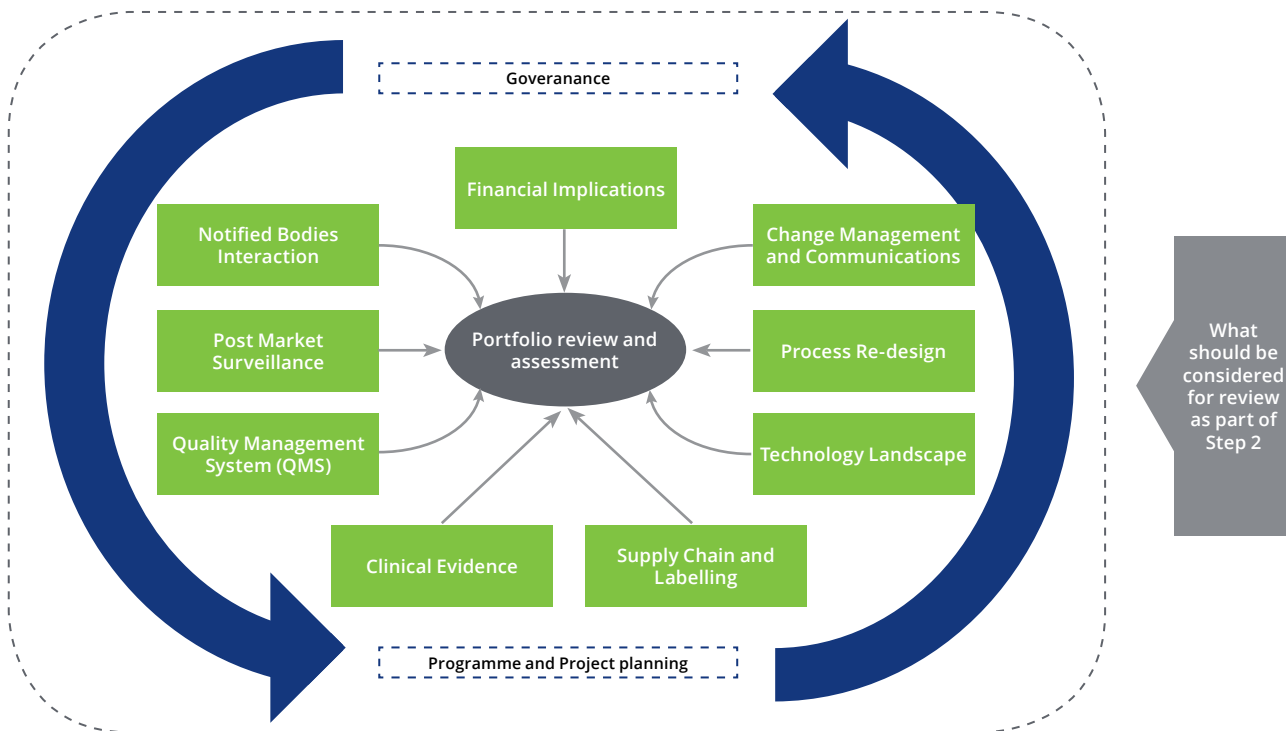 Goveranance
Financial Implications
Notified Bodies
Interaction
Change Management
and Communications
Post Market
Surveillance
Portfolio review and
assessment
Process Re-design
Quality Management
System (QMS)
Technology Landscape
Clinical Evidence
Supply Chain and
Labelling
Programme and Project planning
What
should be
considered
for review
as part of
Step 2